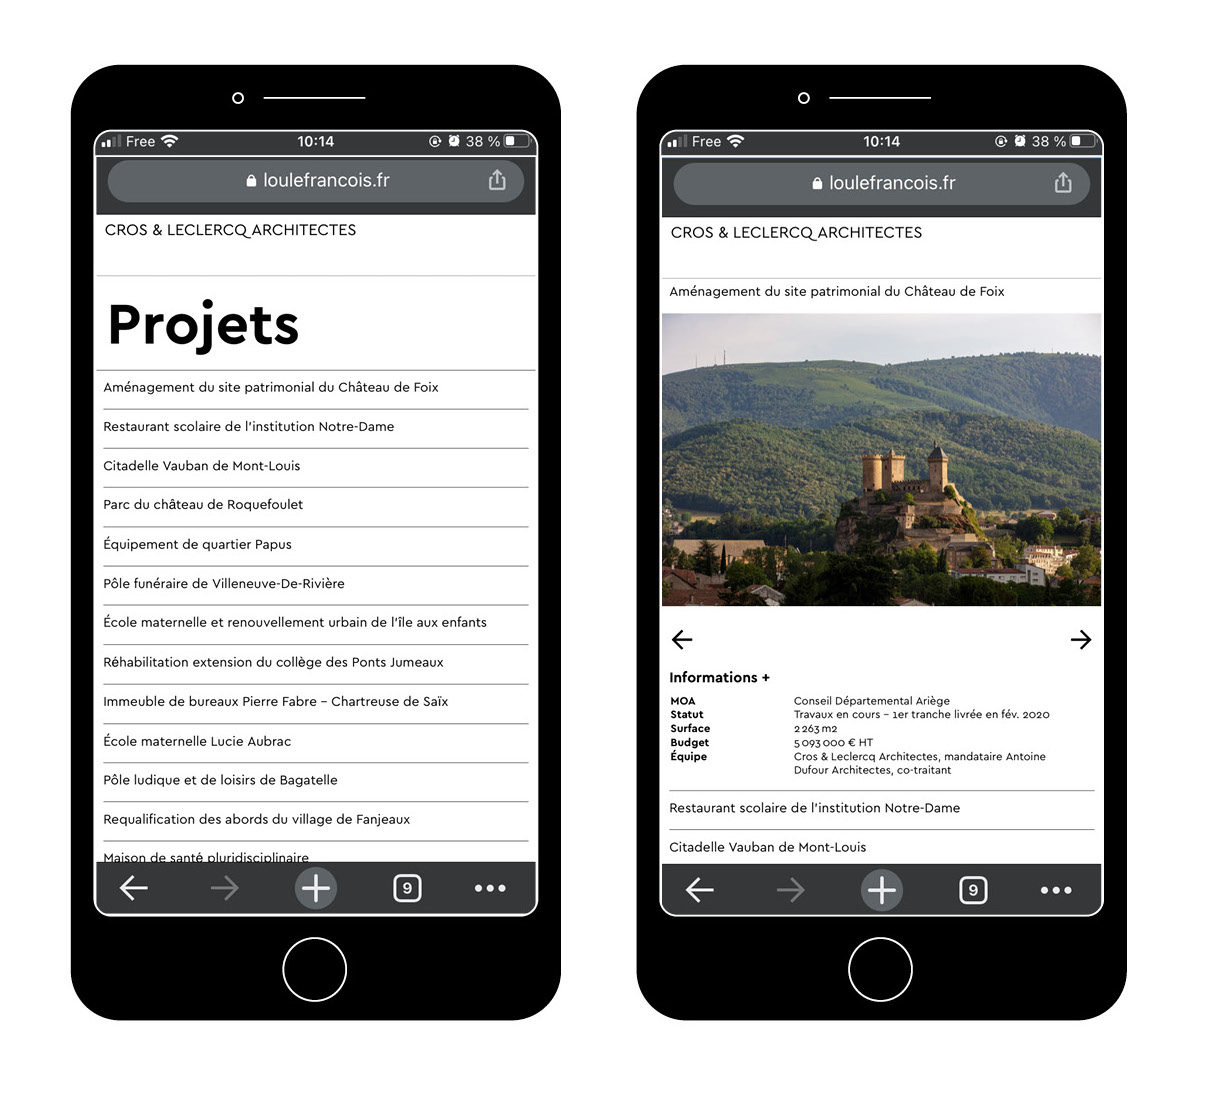 Free 10:14 38 %
loulefrancois.fr
CROS & LECLERCQ ARCHITECTES
Projets
Aménagement du site patrimonial du Château de Foix
Restaurant scolaire de l'institution Notre-Dame
Citadelle Vauban de Mont-Louis
Parc du château de Roquefoulet
Équipement de quartier Papus
Pôle funéraire de Villeneuve-De-Rivière
École maternelle et renouvellement urbain de l'île aux enfants
Réhabilitation extension du collège des Ponts Jumeaux
Immeuble de bureaux Pierre Fabre – Chartreuse de Saïx
École maternelle Lucie Aubrac
Pôle ludique et de loisirs de Bagatelle
Requalification des abords du village de Fanjeaux
Maison de santé pluridisciplinaire
9
Free 10:14 38 %
loulefrancois.fr
CROS & LECLERCQ ARCHITECTES
Aménagement du site patrimonial du Château de Foix
Informations +
MOA Conseil Départemental Ariège
Statut Travaux en cours – 1er tranche livrée en fév. 2020
Surface 2 263 m2
Budget 5 093 000 € HT
Équipe Cros & Leclercq Architectes, mandataire Antoine
Dufour Architectes, co-traitant
Restaurant scolaire de l'institution Notre-Dame
Citadelle Vauban de Mont-Louis
9